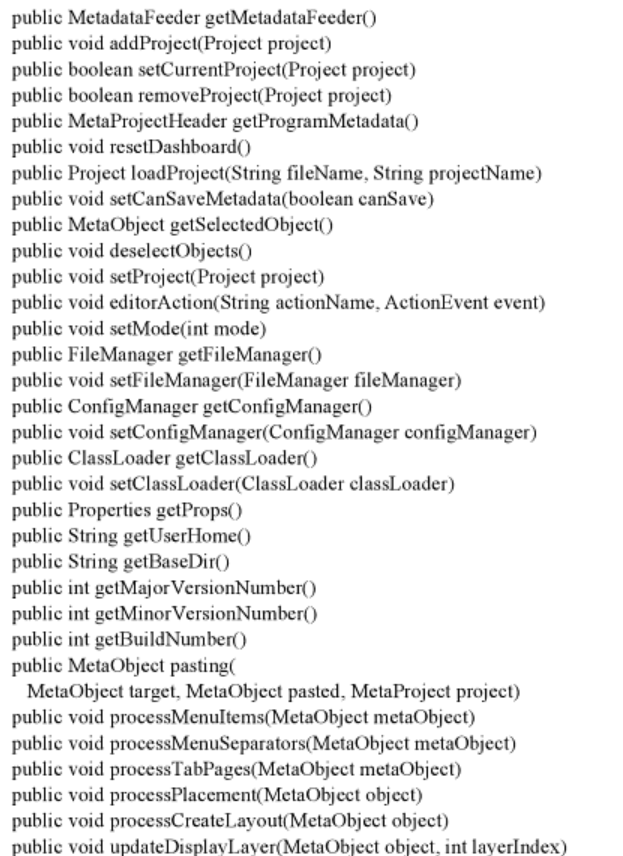 public MetadataFeeder getMetadataFeeder()
public void addProject(Project project)
public boolean setCurrentProject(Project project)
public boolean removeProject(Project project)
public MetaProjectHeader getProgramMetadata()
public void resetDashboard()
public Project loadProject(String fileName, String projectName)
public void setCanSaveMetadata(boolean canSave)
public MetaObject getSelectedObject()
public void deselectObjects()
public void setProject(Project project)
public void editorAction(String actionName, ActionEvent event)
public void setMode(int mode)
public FileManager getFileManager()
public void setFileManager(FileManager fileManager)
public ConfigManager getConfigManager()
public void setConfigManager(ConfigManager configManager)
public ClassLoader getClassLoader()
public void setClassLoader(ClassLoader classLoader)
public Properties getProps()
public String getUserHome()
public String getBaseDir()
public int getMajorVersionNumber()
public int getMinorVersionNumber()
public int getBuildNumber()
public MetaObject pasting(
MetaObject target, MetaObject pasted, MetaProject project)
public void processMenuItems(MetaObject metaObject)
public void processMenuSeparators(MetaObject metaObject)
public void processTabPages(MetaObject metaObject)
public void processPlacement(MetaObject object)
public void processCreateLayout(MetaObject object)
public void updateDisplayLayer(MetaObject object, int layerIndex)